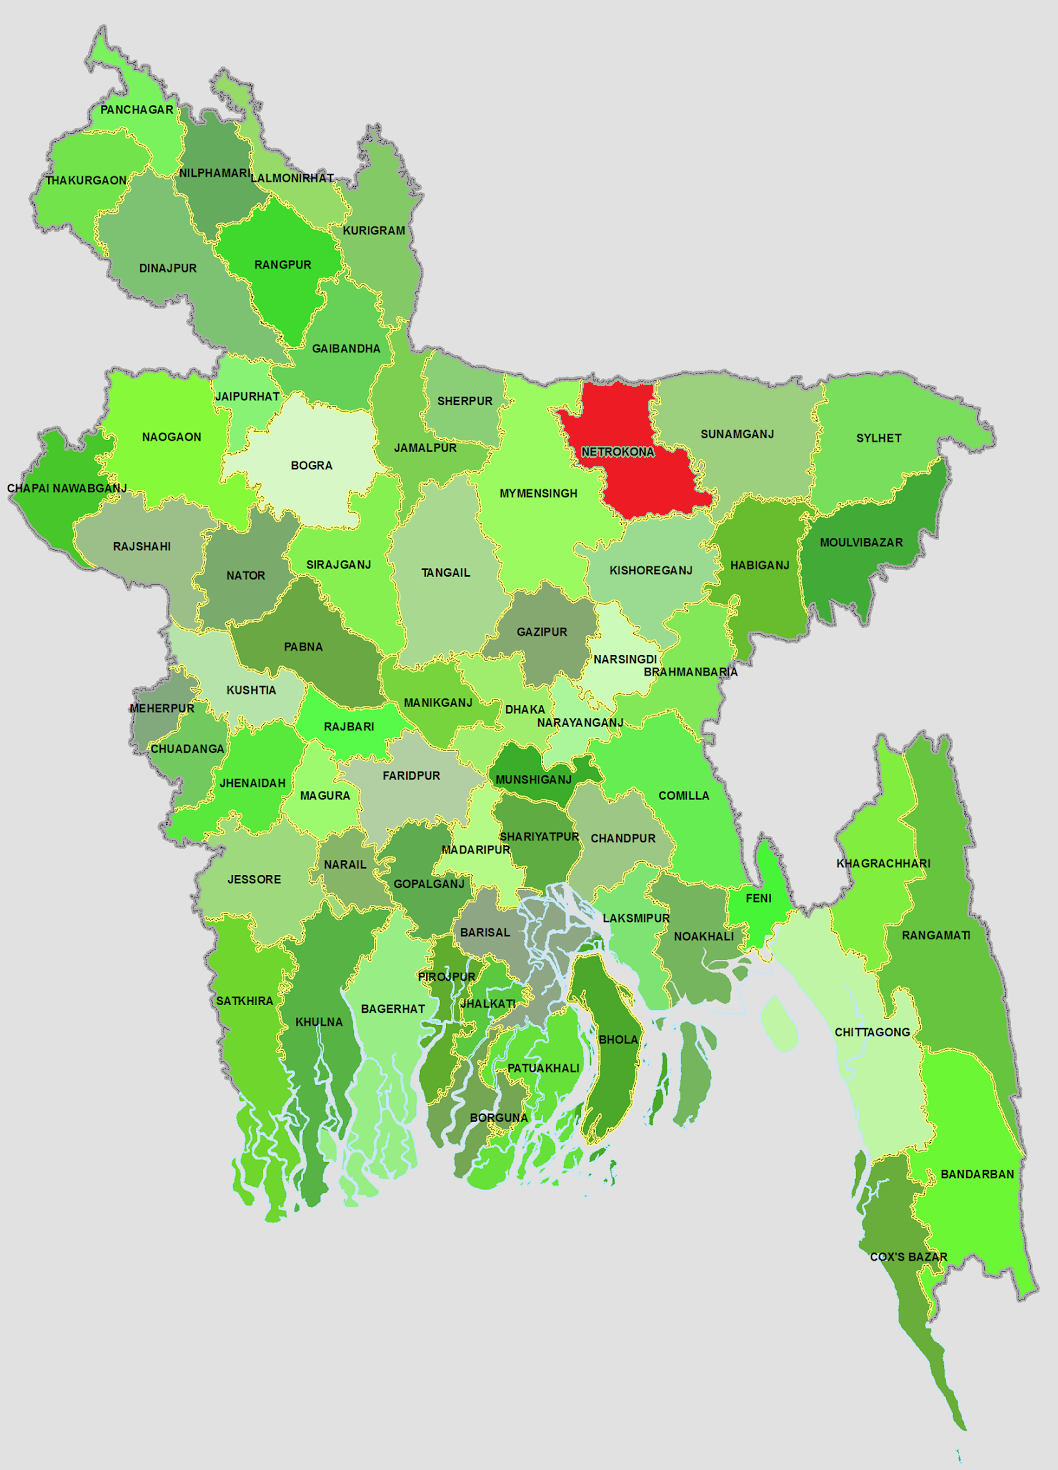 PANCHAGAR
THAKURGAON
NILPHAMARI
LALMONIRHAT
KURIGRAM
DINAJPUR
RANGPUR
GAIBANDHA
JAIPURHAT
SHERPUR
NAOGAON
JAMALPUR
NETROKONA
SUNAMGANJ
SYLHET
BOGRA
CHAPAI NAWABGANJ
MYMENSINGH
RAJSHAHI
MOULVIBAZAR
NATOR
SIRAJGANJ
TANGAIL
KISHOREGANJ
HABIGANJ
GAZIPUR
PABNA
NARSINGDI
BRAHMANBARIA
KUSHTIA
MEHERPUR
MANIKGANJ
DHAKA
NARAYANGANJ
RAJBARI
CHUADANGA
JHENAIDAH
FARIDPUR
MUNSHIGANJ
MAGURA
COMILLA
SHARIYATPUR
CHANDPUR
MADARIPUR
NARAIL
KHAGRACHHARI
JESSORE
GOPALGANJ
FENI
LAKSMIPUR
BARISAL
NOAKHALI
RANGAMATI
PIROJPUR
SATKHIRA
JHALKATI
BAGERHAT
KHULNA
CHITTAGONG
BHOLA
PATUAKHALI
BORGUNA
BANDARBAN
COX'S BAZAR